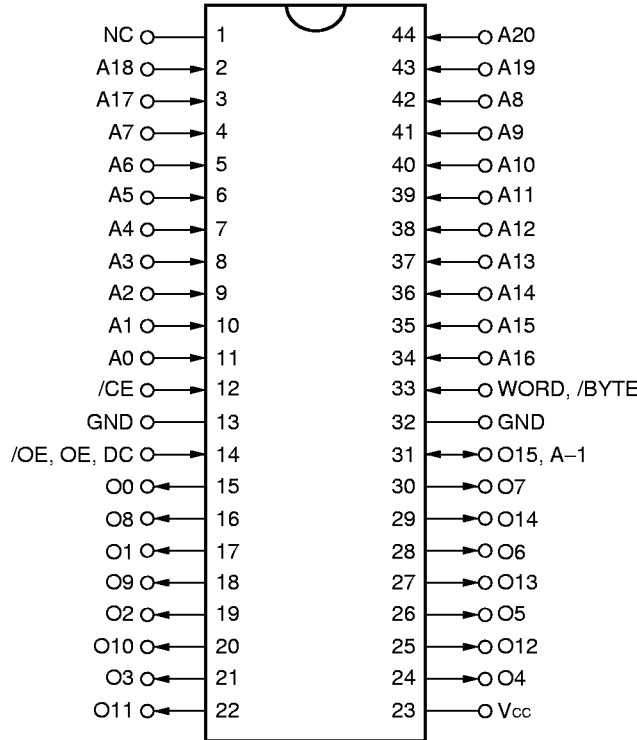 NC 1 44 A20
A18 2 43 A19
A17 3 42 A8
A7 4 41 A9
A6 5 40 A10
A5 6 39 A11
A4 7 38 A12
A3 8 37 A13
A2 9 36 A14
A1 10 35 A15
A0 11 34 A16
/CE 12 33 WORD, /BYTE
GND 13 32 GND
/OE, OE, DC 14 31 O15, A−1
O0 15 30 O7
O8 16 29 O14
O1 17 28 O6
O9 18 27 O13
O2 19 26 O5
O10 20 25 O12
O3 21 24 O4
O11 22 23 Vcc